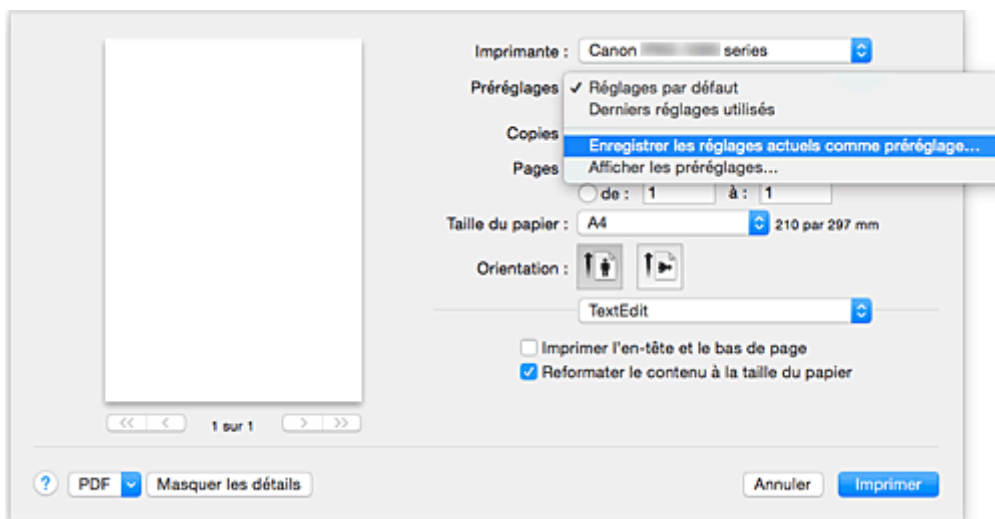 Imprimante : Canon series
Préréglages ✓ Réglages par défaut
Derniers réglages utilisés
Copies
Enregistrer les réglages actuels comme préréglage...
Pages
Afficher les préréglages...
de : 1 à : 1
Taille du papier : A4 210 par 297 mm
Orientation :
TextEdit
Imprimer l'en-tête et le bas de page
Reformater le contenu à la taille du papier
<< < 1 sur 1 > >>
? PDF Masquer les détails Annuler Imprimer